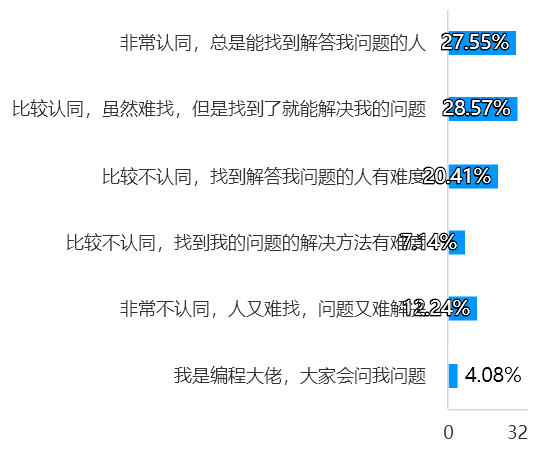 非常认同，总是能找到解答我问题的人 27.55%
比较认同，虽然难找，但是找到了就能解决我的问题 28.57%
比较不认同，找到解答我问题的人有难度 20.41%
比较不认同，找到我的问题的解决方法有难度 7.14%
非常不认同，人又难找，问题又难解决 12.24%
我是编程大佬，大家会问我问题 4.08%
0 32